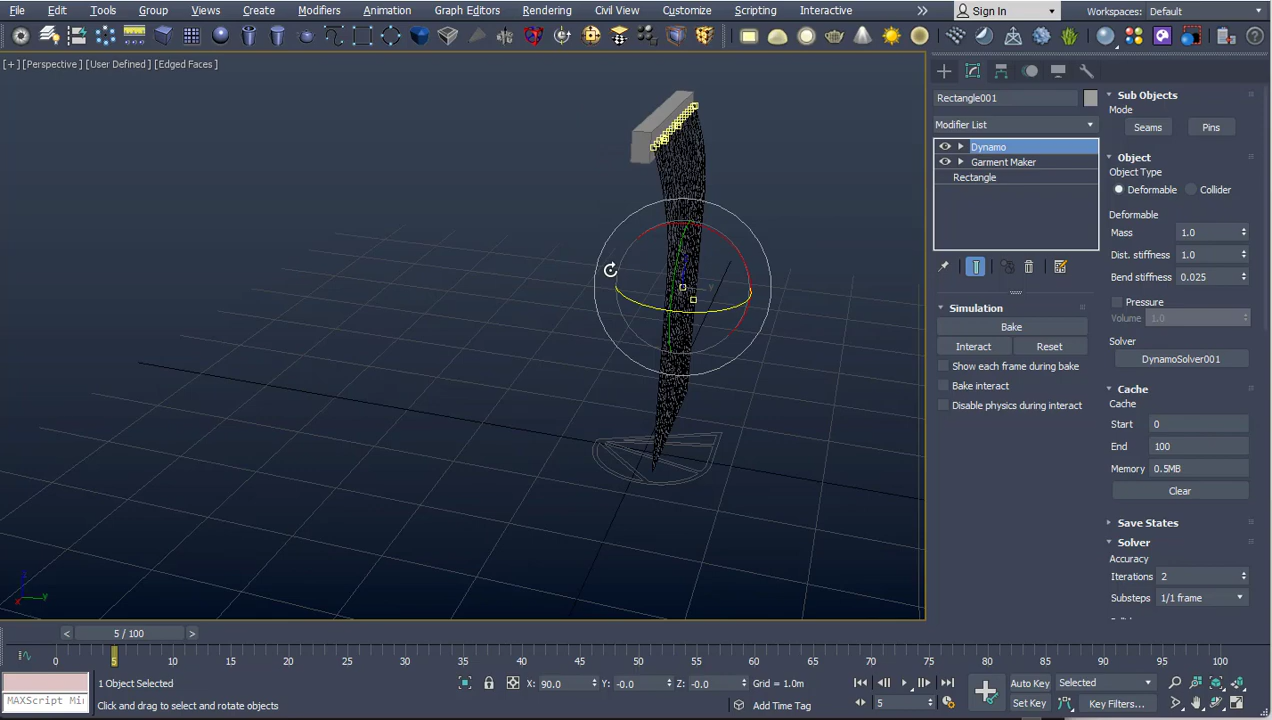 File Edit Tools Group Views Create Modifiers Animation Graph Editors Rendering Civil View Customize Scripting Interactive Sign In Workspaces: Default
[+] [Perspective] [User Defined] [Edged Faces]
Rectangle001
Modifier List
Dynamo
Garment Maker
Rectangle
Simulation
Bake
Interact Reset
Show each frame during bake
Bake interact
Disable physics during interact
Sub Objects
Mode
Seams Pins
Object
Object Type
Deformable Collider
Deformable
Mass 1.0
Dist. stiffness 1.0
Bend stiffness 0.025
Pressure
Volume 1.0
Solver
DynamoSolver001
Cache
Cache
Start 0
End 100
Memory 0.5MB
Clear
Save States
Solver
Accuracy
Iterations 2
Substeps 1/1 frame
y
z
x y
< 5 / 100 >
5
0 5 10 15 20 25 30 35 40 45 50 55 60 65 70 75 80 85 90 95 100
1 Object Selected X: 90.0 Y: -0.0 Z: -0.0 Grid = 1.0m Auto Key Selected
MAXScript Mi: Click and drag to select and rotate objects Add Time Tag 5 Set Key Key Filters...